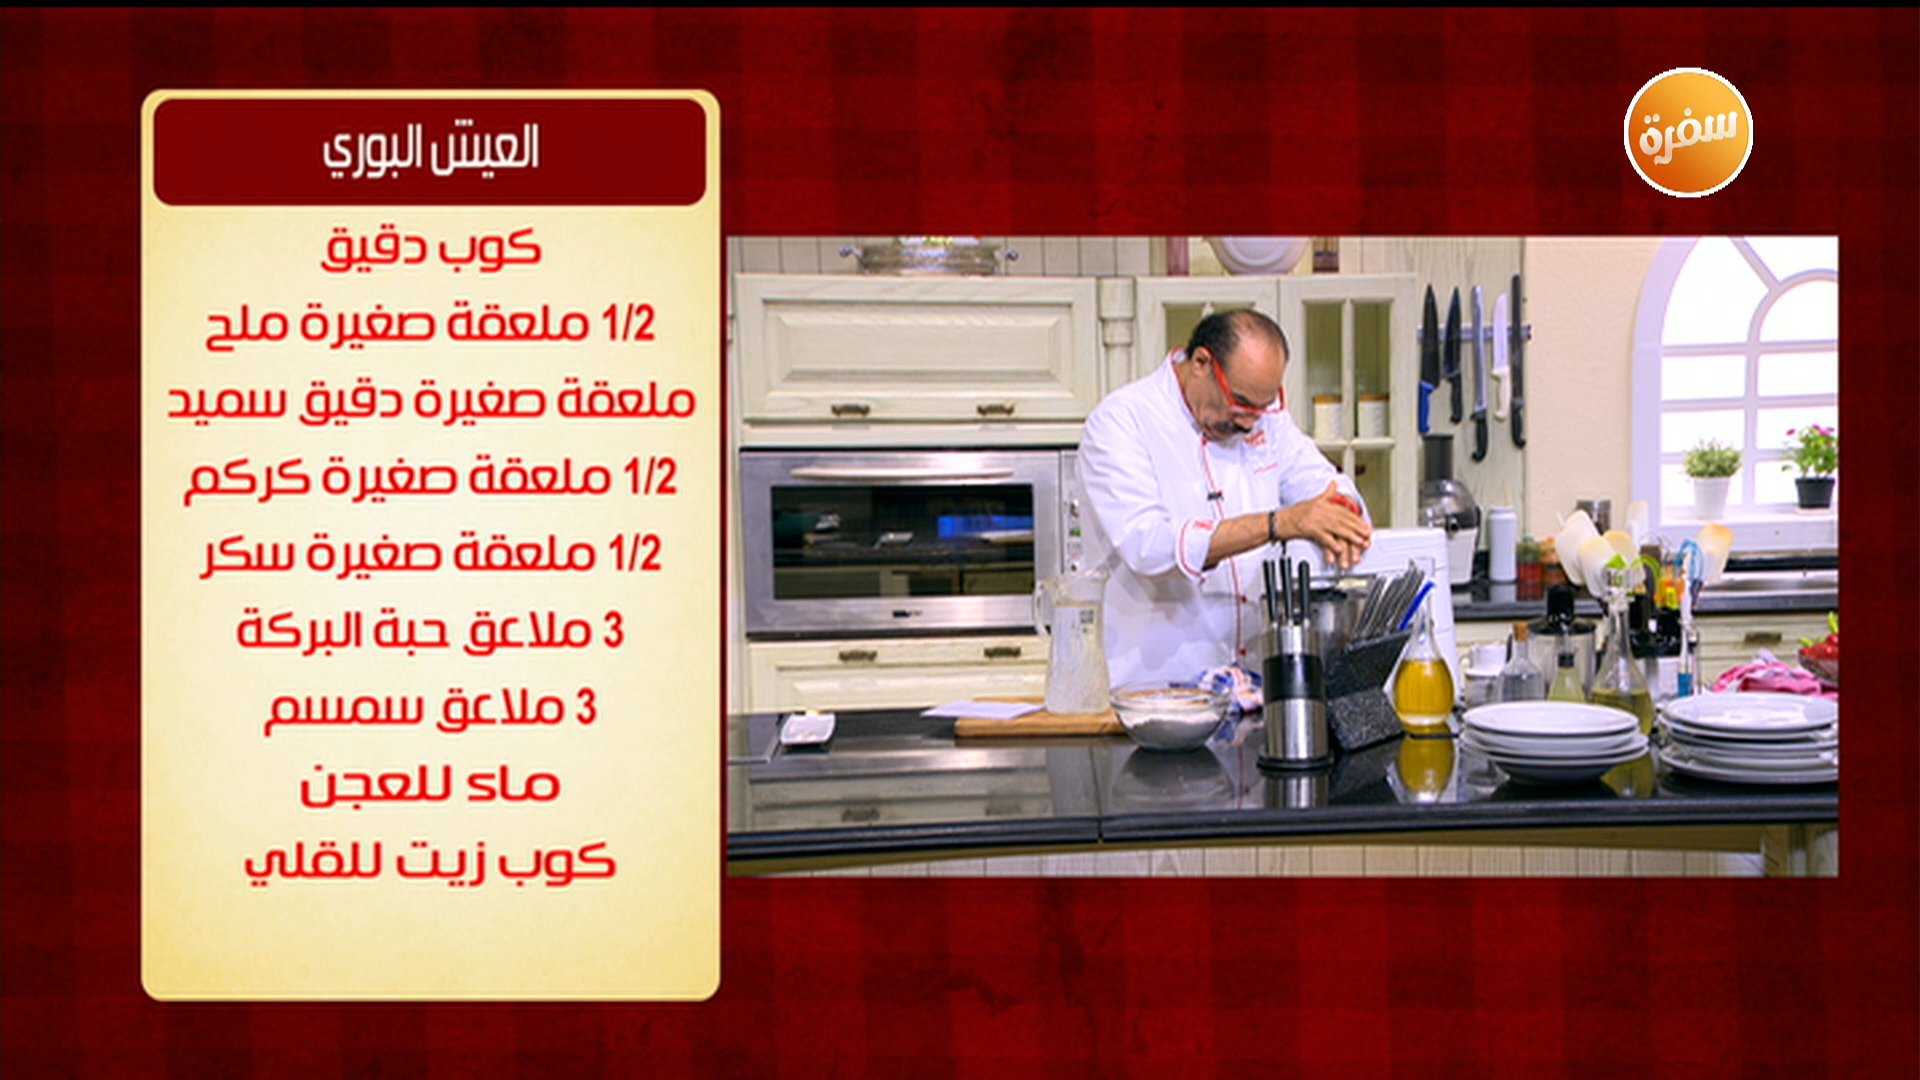 العيش البوري
كوب دقيق
1/2 ملعقة صغيرة ملح
ملعقة صغيرة دقيق سميد
1/2 ملعقة صغيرة كركم
1/2 ملعقة صغيرة سكر
3 ملاعق حبة البركة
3 ملاعق سمسم
ماء للعجن
كوب زيت للقلي
سفرة